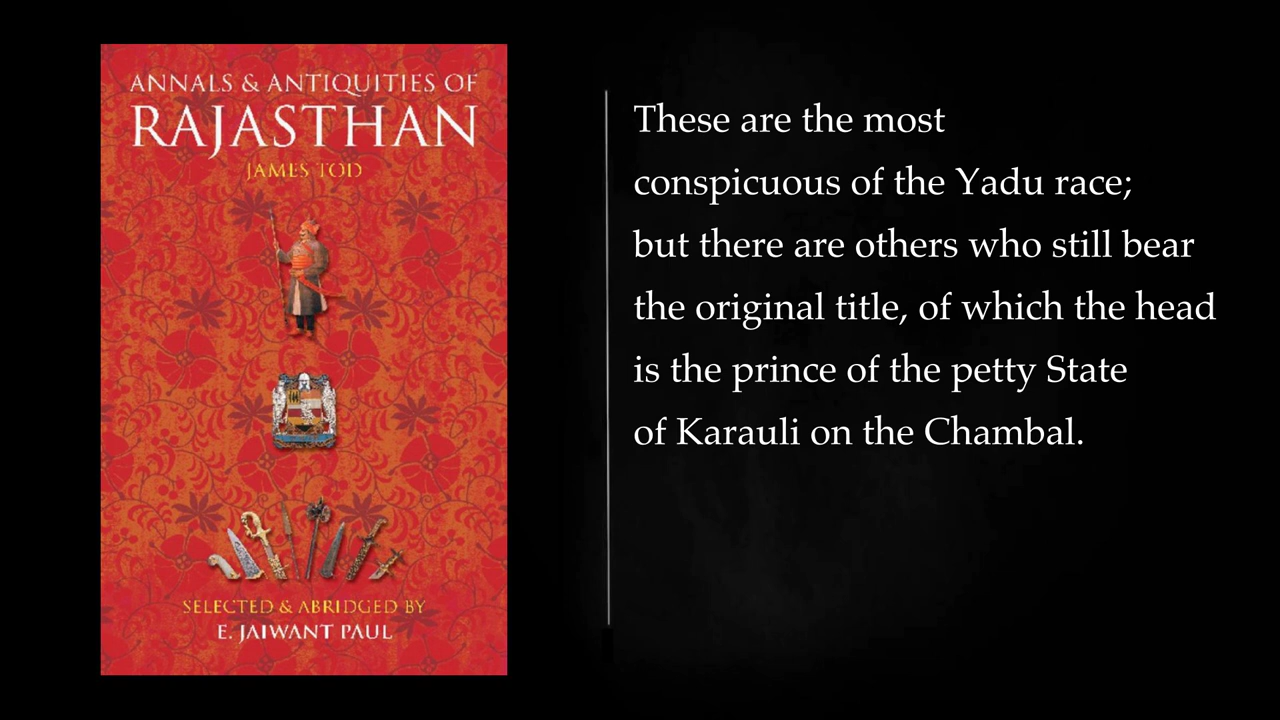 ANNALS & ANTIQUITIES OF
RAJASTHAN
JAMES TOD
SELECTED & ABRIDGED BY
E. JAIWANT PAUL
These are the most
conspicuous of the Yadu race;
but there are others who still bear
the original title, of which the head
is the prince of the petty State
of Karauli on the Chambal.